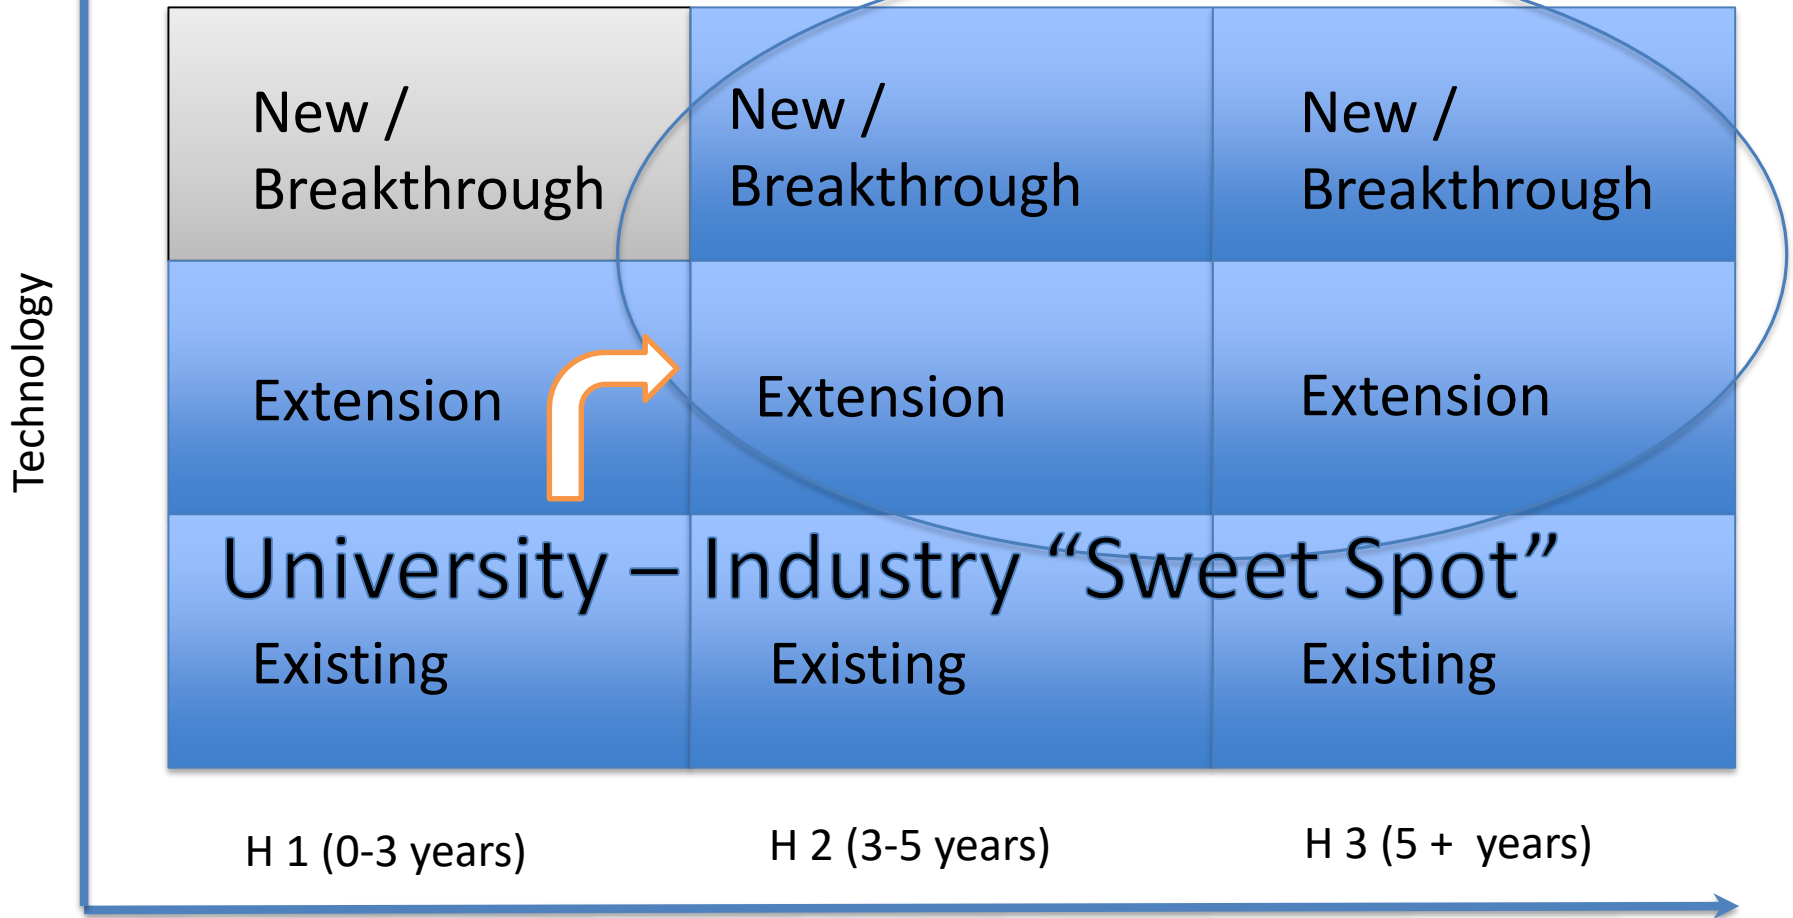 Technology
New /
Breakthrough
New /
Breakthrough
New /
Breakthrough
Extension
Extension
Extension
University – Industry “Sweet Spot”
Existing
Existing
Existing
H 1 (0-3 years)
H 2 (3-5 years)
H 3 (5 +  years)